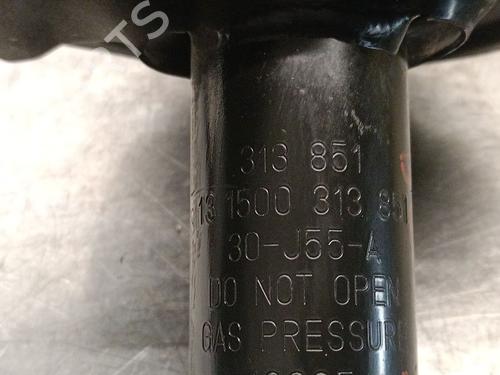 313 851
1500 313 851
30-J55-A
DO NOT OPEN
GAS PRESSURE